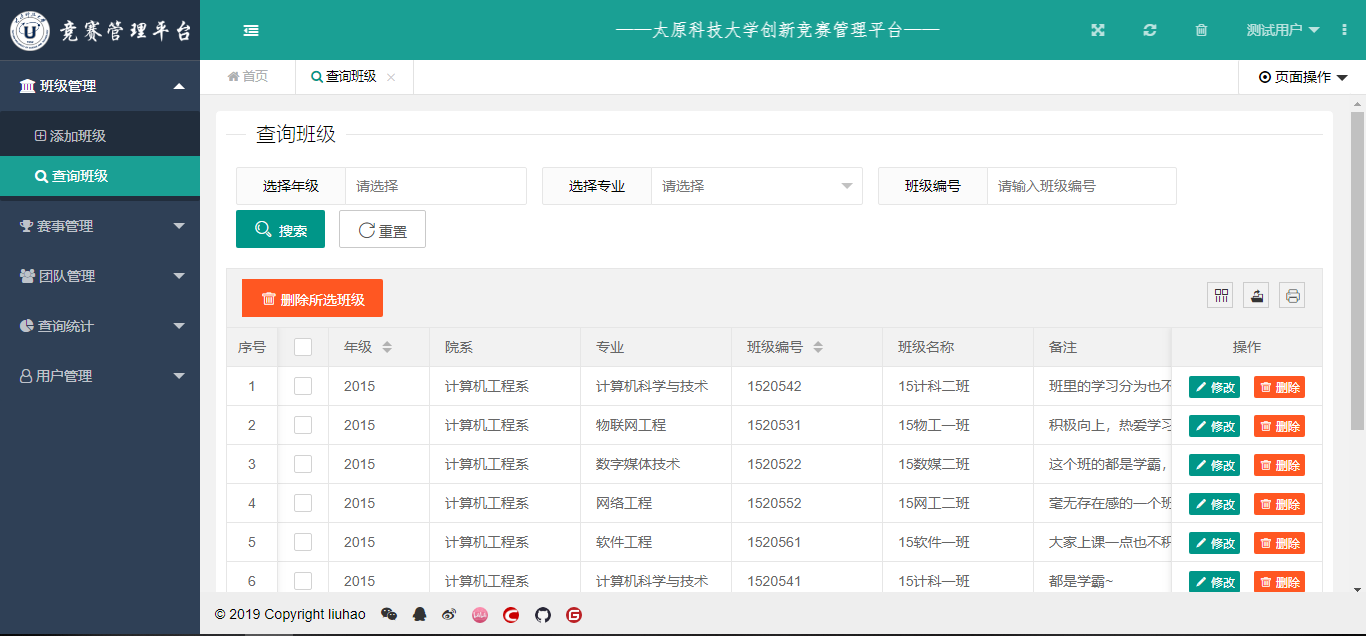 竞赛管理平台
——太原科技大学创新竞赛管理平台——
测试用户
班级管理
添加班级
查询班级
赛事管理
团队管理
查询统计
用户管理
首页
查询班级
页面操作
查询班级
选择年级 请选择 选择专业 请选择 班级编号 请输入班级编号
搜索 重置
删除所选班级
序号 年级 院系 专业 班级编号 班级名称 备注 操作
1 2015 计算机工程系 计算机科学与技术 1520542 15计科二班 班里的学习分为也不 修改 删除
2 2015 计算机工程系 物联网工程 1520531 15物工一班 积极向上，热爱学习 修改 删除
3 2015 计算机工程系 数字媒体技术 1520522 15数媒二班 这个班的都是学霸， 修改 删除
4 2015 计算机工程系 网络工程 1520552 15网工二班 毫无存在感的一个班 修改 删除
5 2015 计算机工程系 软件工程 1520561 15软件一班 大家上课一点也不积 修改 删除
6 2015 计算机工程系 计算机科学与技术 1520541 15计科一班 都是学霸~ 修改 删除
© 2019 Copyright liuhao